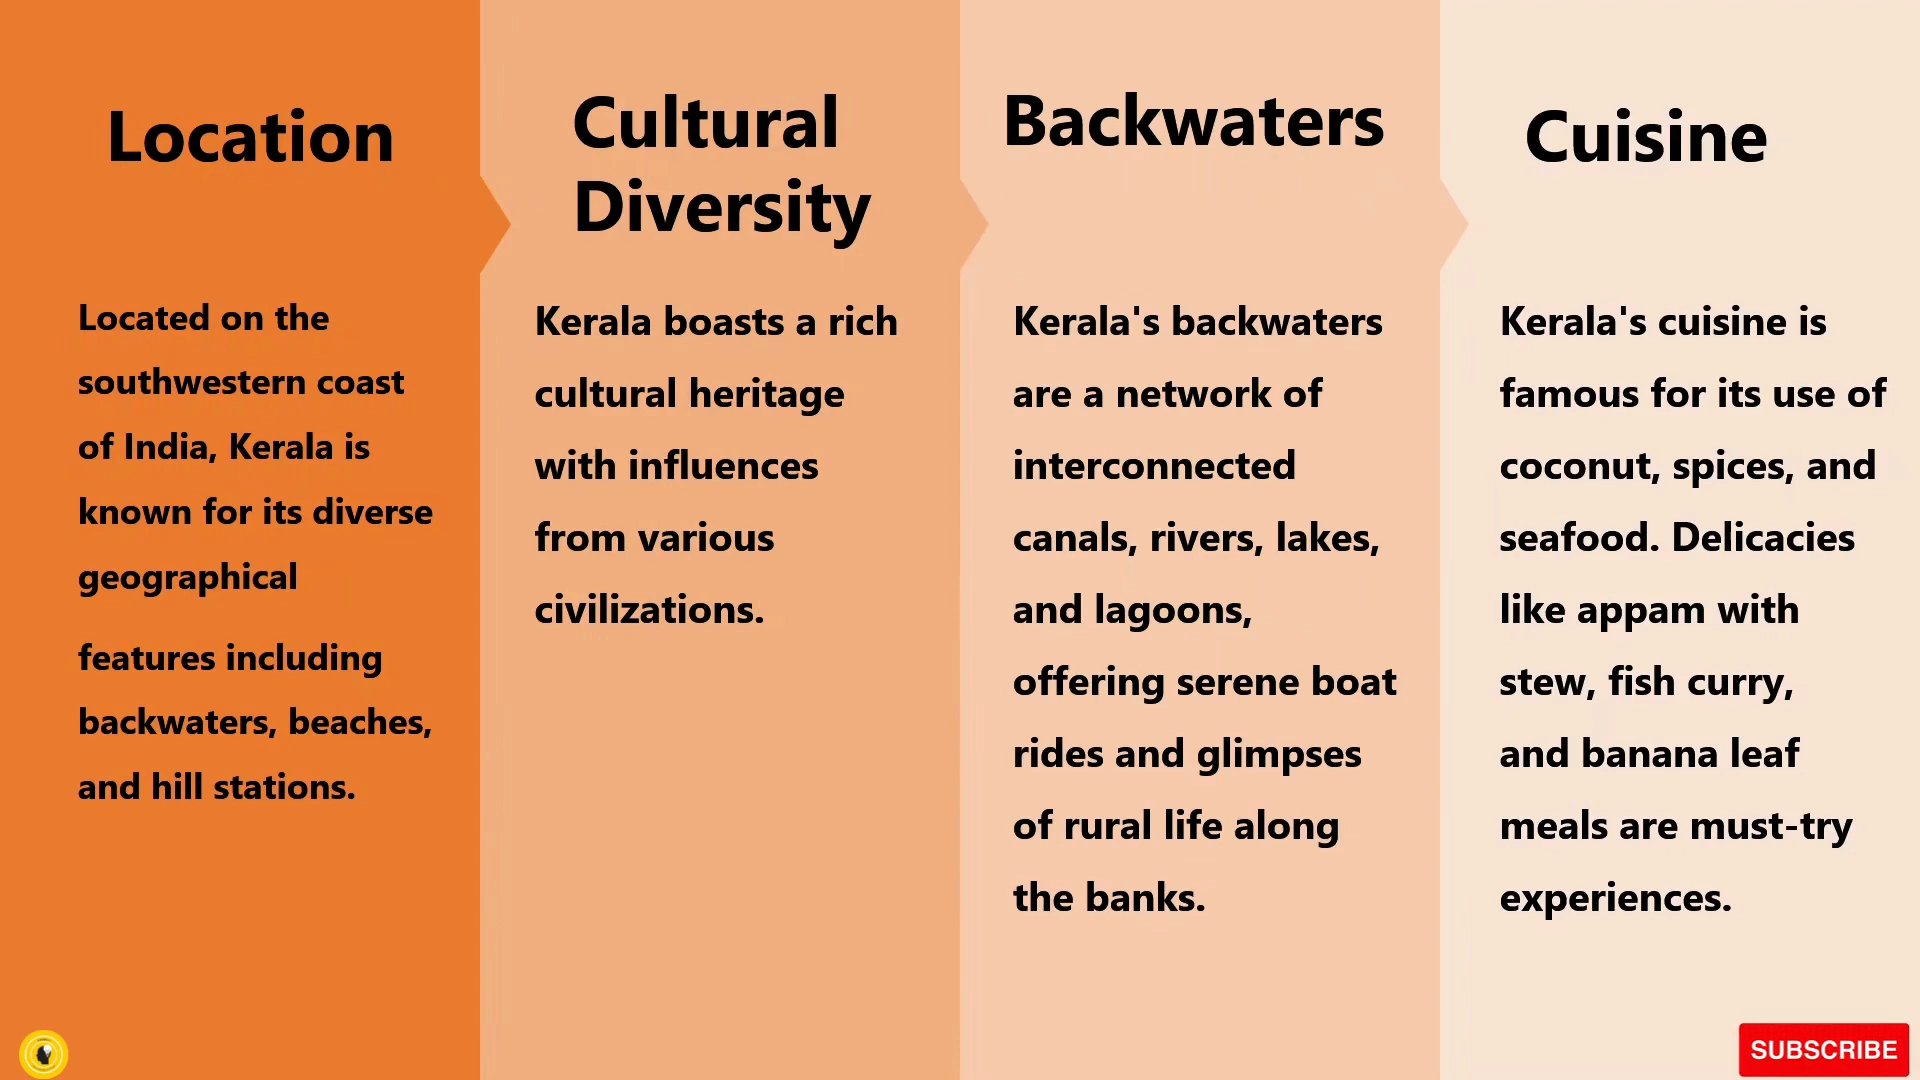 Location
Located on the
southwestern coast
of India, Kerala is
known for its diverse
geographical
features including
backwaters, beaches,
and hill stations.
Cultural
Diversity
Kerala boasts a rich
cultural heritage
with influences
from various
civilizations.
Backwaters
Kerala's backwaters
are a network of
interconnected
canals, rivers, lakes,
and lagoons,
offering serene boat
rides and glimpses
of rural life along
the banks.
Cuisine
Kerala's cuisine is
famous for its use of
coconut, spices, and
seafood. Delicacies
like appam with
stew, fish curry,
and banana leaf
meals are must-try
experiences.
SUBSCRIBE